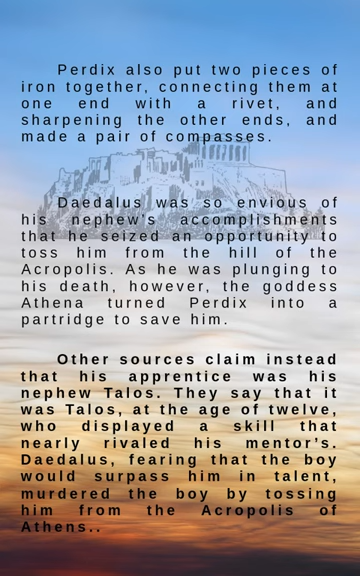 Perdix also put two pieces of
iron together, connecting them at
one end with a rivet, and
sharpening the other ends, and
made a pair of compasses.
Daedalus was so envious of
his nephew's accomplishments
that he seized an opportunity to
toss him from the hill of the
Acropolis. As he was plunging to
his death, however, the goddess
Athena turned Perdix into a
partridge to save him.
Other sources claim instead
that his apprentice was his
nephew Talos. They say that it
was Talos, at the age of twelve,
who displayed a skill that
nearly rivaled his mentor's.
Daedalus, fearing that the boy
would surpass him in talent,
murdered the boy by tossing
him from the Acropolis of
Athens..